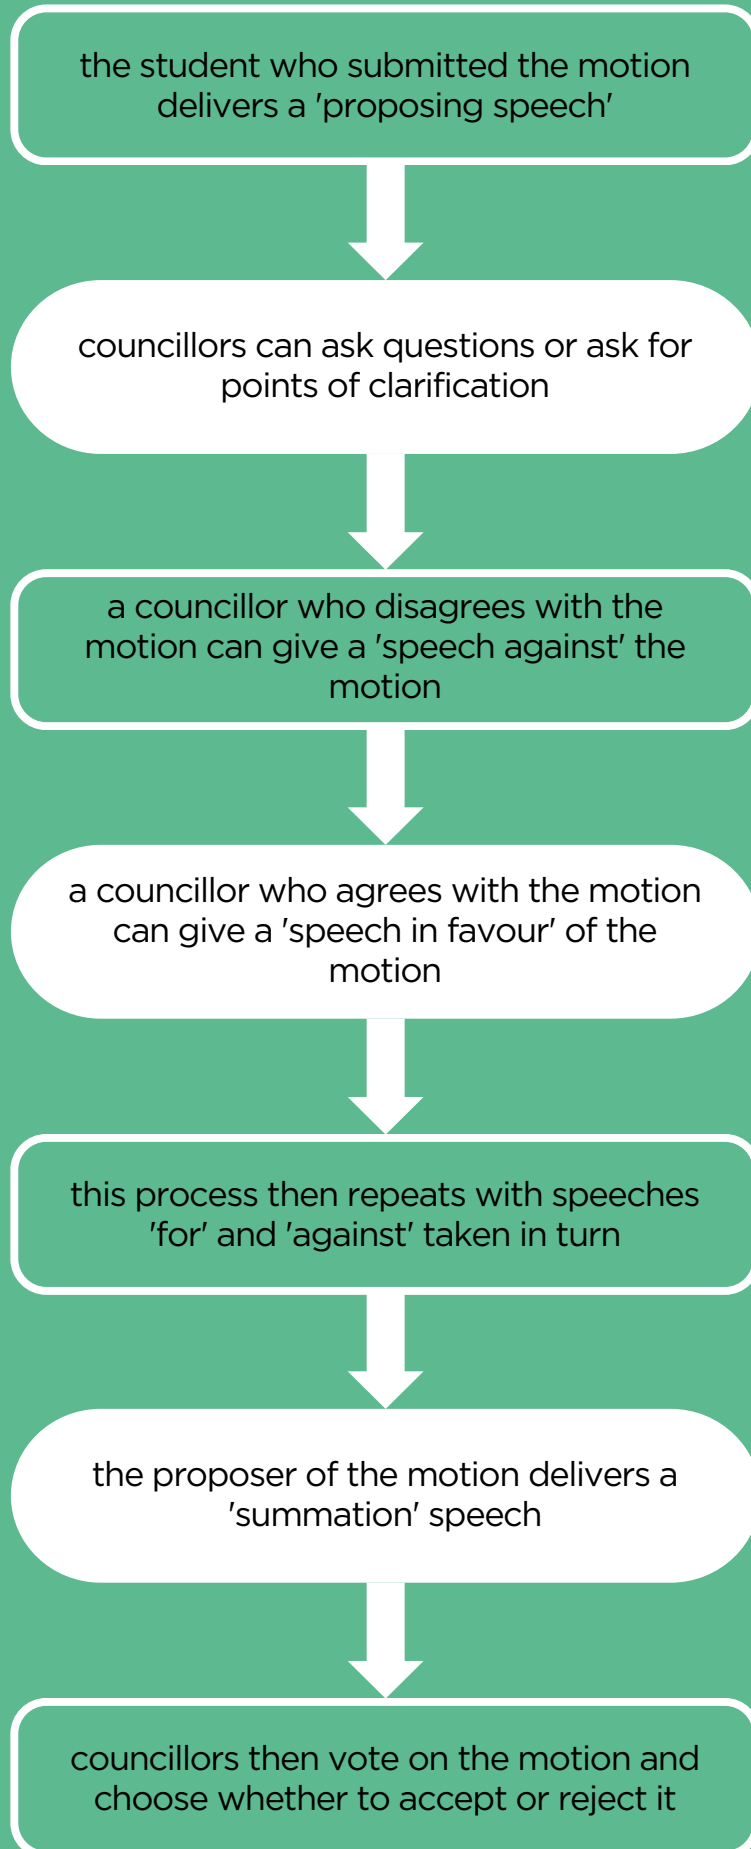 the student who submitted the motion
delivers a 'proposing speech'
councillors can ask questions or ask for
points of clarification
a councillor who disagrees with the
motion can give a 'speech against' the
motion
a councillor who agrees with the motion
can give a 'speech in favour' of the
motion
this process then repeats with speeches
'for' and 'against' taken in turn
the proposer of the motion delivers a
'summation' speech
councillors then vote on the motion and
choose whether to accept or reject it